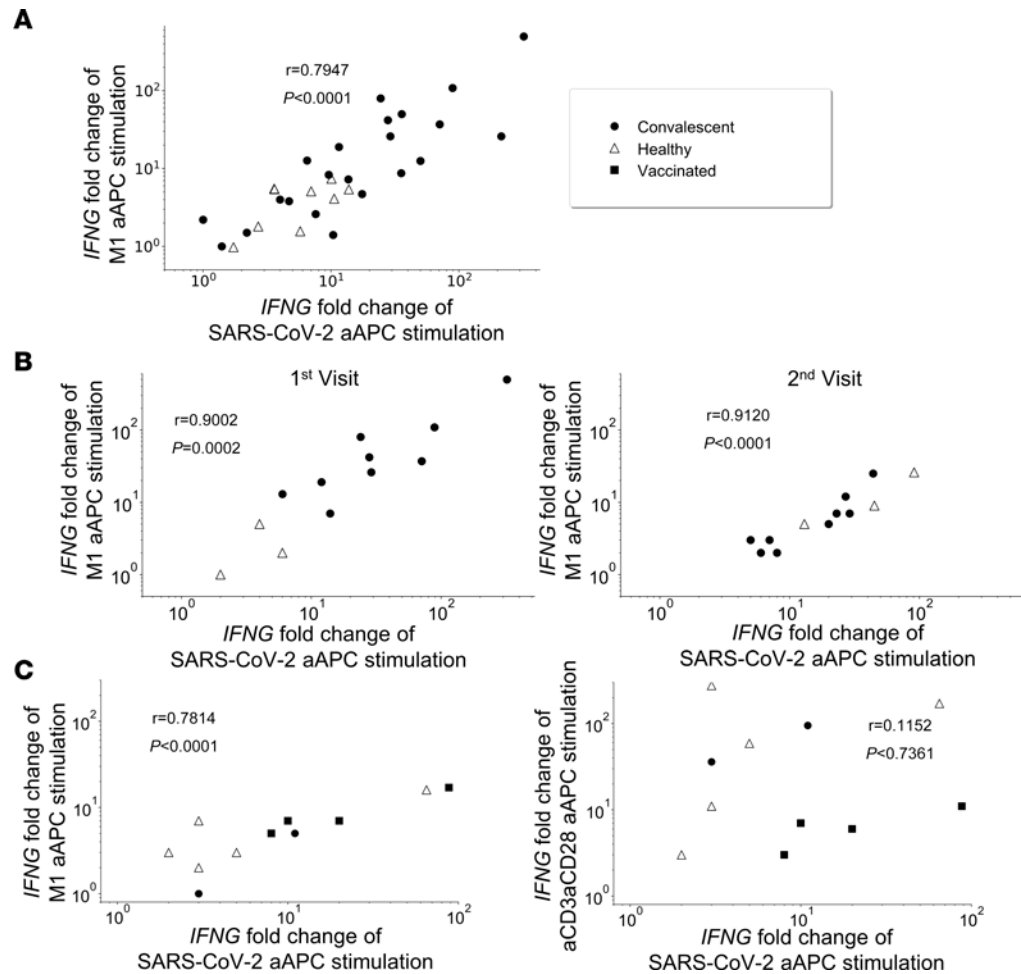 A
IFNG fold change of
M1 aAPC stimulation
10²
10¹
10⁰
r=0.7947
P<0.0001
10⁰
10¹
10²
IFNG fold change of
SARS-CoV-2 aAPC stimulation
Convalescent
Healthy
Vaccinated
B
1st Visit
IFNG fold change of
M1 aAPC stimulation
10²
10¹
10⁰
r=0.9002
P=0.0002
10⁰
10¹
10²
IFNG fold change of
SARS-CoV-2 aAPC stimulation
2nd Visit
IFNG fold change of
M1 aAPC stimulation
10²
10¹
10⁰
r=0.9120
P<0.0001
10⁰
10¹
10²
IFNG fold change of
SARS-CoV-2 aAPC stimulation
C
IFNG fold change of
M1 aAPC stimulation
10²
10¹
10⁰
r=0.7814
P<0.0001
10⁰
10¹
10²
IFNG fold change of
SARS-CoV-2 aAPC stimulation
IFNG fold change of
aCD3aCD28 aAPC stimulation
10²
10¹
10⁰
r=0.1152
P<0.7361
10⁰
10¹
10²
IFNG fold change of
SARS-CoV-2 aAPC stimulation